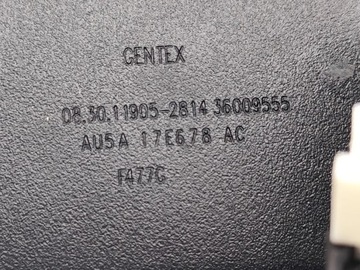 GENTEX
08.30.11905-2814 36009555
AU5A 17E678 AC
F477G